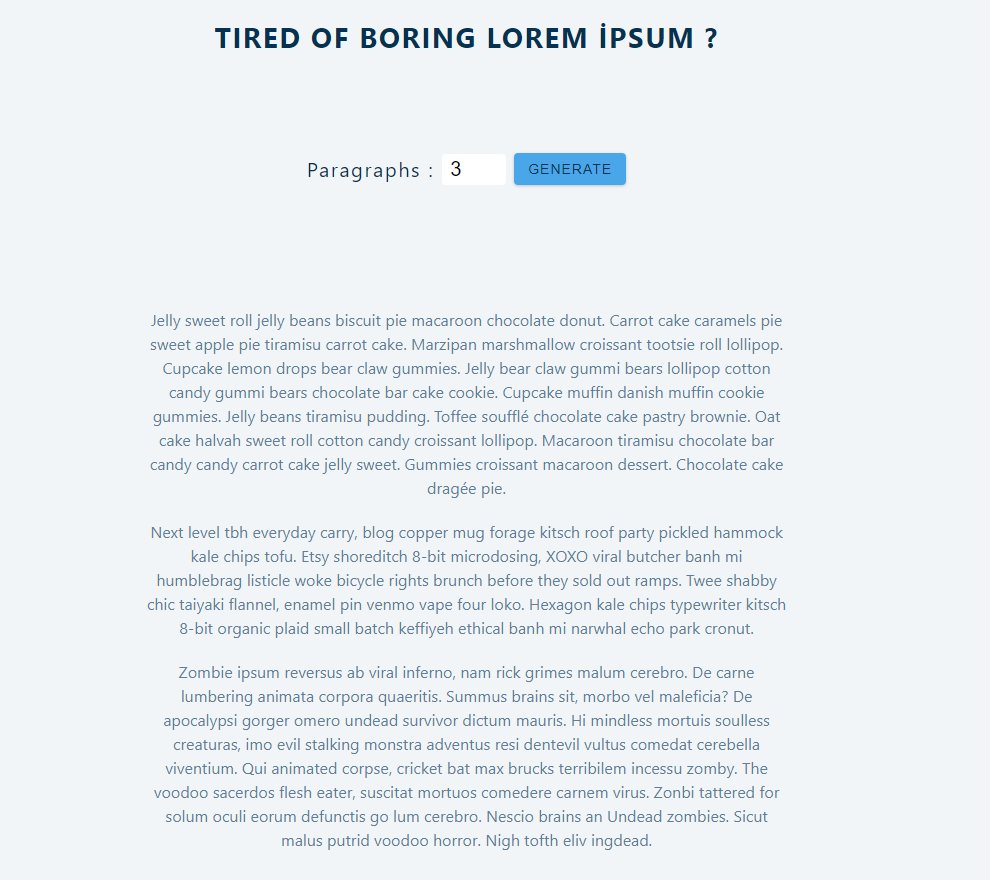 TIRED OF BORING LOREM İPSUM ?
Paragraphs : 3 GENERATE
Jelly sweet roll jelly beans biscuit pie macaroon chocolate donut. Carrot cake caramels pie
sweet apple pie tiramisu carrot cake. Marzipan marshmallow croissant tootsie roll lollipop.
Cupcake lemon drops bear claw gummies. Jelly bear claw gummi bears lollipop cotton
candy gummi bears chocolate bar cake cookie. Cupcake muffin danish muffin cookie
gummies. Jelly beans tiramisu pudding. Toffee soufflé chocolate cake pastry brownie. Oat
cake halvah sweet roll cotton candy croissant lollipop. Macaroon tiramisu chocolate bar
candy candy carrot cake jelly sweet. Gummies croissant macaroon dessert. Chocolate cake
dragée pie.
Next level tbh everyday carry, blog copper mug forage kitsch roof party pickled hammock
kale chips tofu. Etsy shoreditch 8-bit microdosing, XOXO viral butcher banh mi
humblebrag listicle woke bicycle rights brunch before they sold out ramps. Twee shabby
chic taiyaki flannel, enamel pin venmo vape four loko. Hexagon kale chips typewriter kitsch
8-bit organic plaid small batch keffiyeh ethical banh mi narwhal echo park cronut.
Zombie ipsum reversus ab viral inferno, nam rick grimes malum cerebro. De carne
lumbering animata corpora quaeritis. Summus brains sit, morbo vel maleficia? De
apocalypsi gorger omero undead survivor dictum mauris. Hi mindless mortuis soulless
creaturas, imo evil stalking monstra adventus resi dentevil vultus comedat cerebella
viventium. Qui animated corpse, cricket bat max brucks terribilem incessu zomby. The
voodoo sacerdos flesh eater, suscitat mortuos comedere carnem virus. Zonbi tattered for
solum oculi eorum defunctis go lum cerebro. Nescio brains an Undead zombies. Sicut
malus putrid voodoo horror. Nigh tofth eliv ingdead.